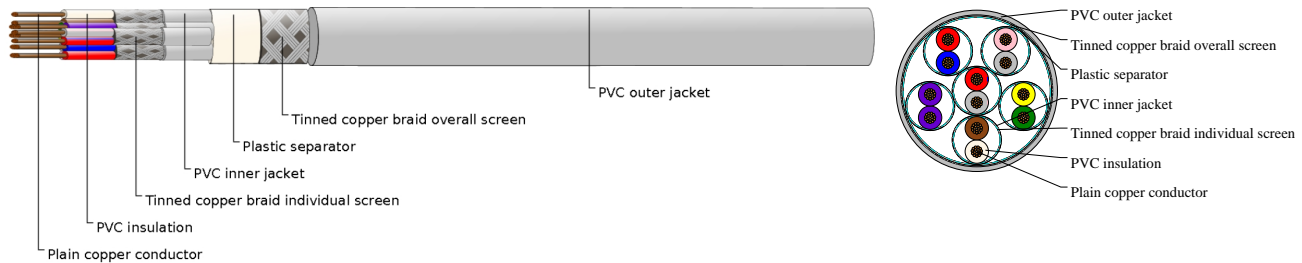 PVC outer jacket
Tinned copper braid overall screen
Plastic separator
PVC inner jacket
Tinned copper braid individual screen
PVC insulation
Plain copper conductor
PVC outer jacket
Tinned copper braid overall screen
Plastic separator
PVC inner jacket
Tinned copper braid individual screen
PVC insulation
Plain copper conductor